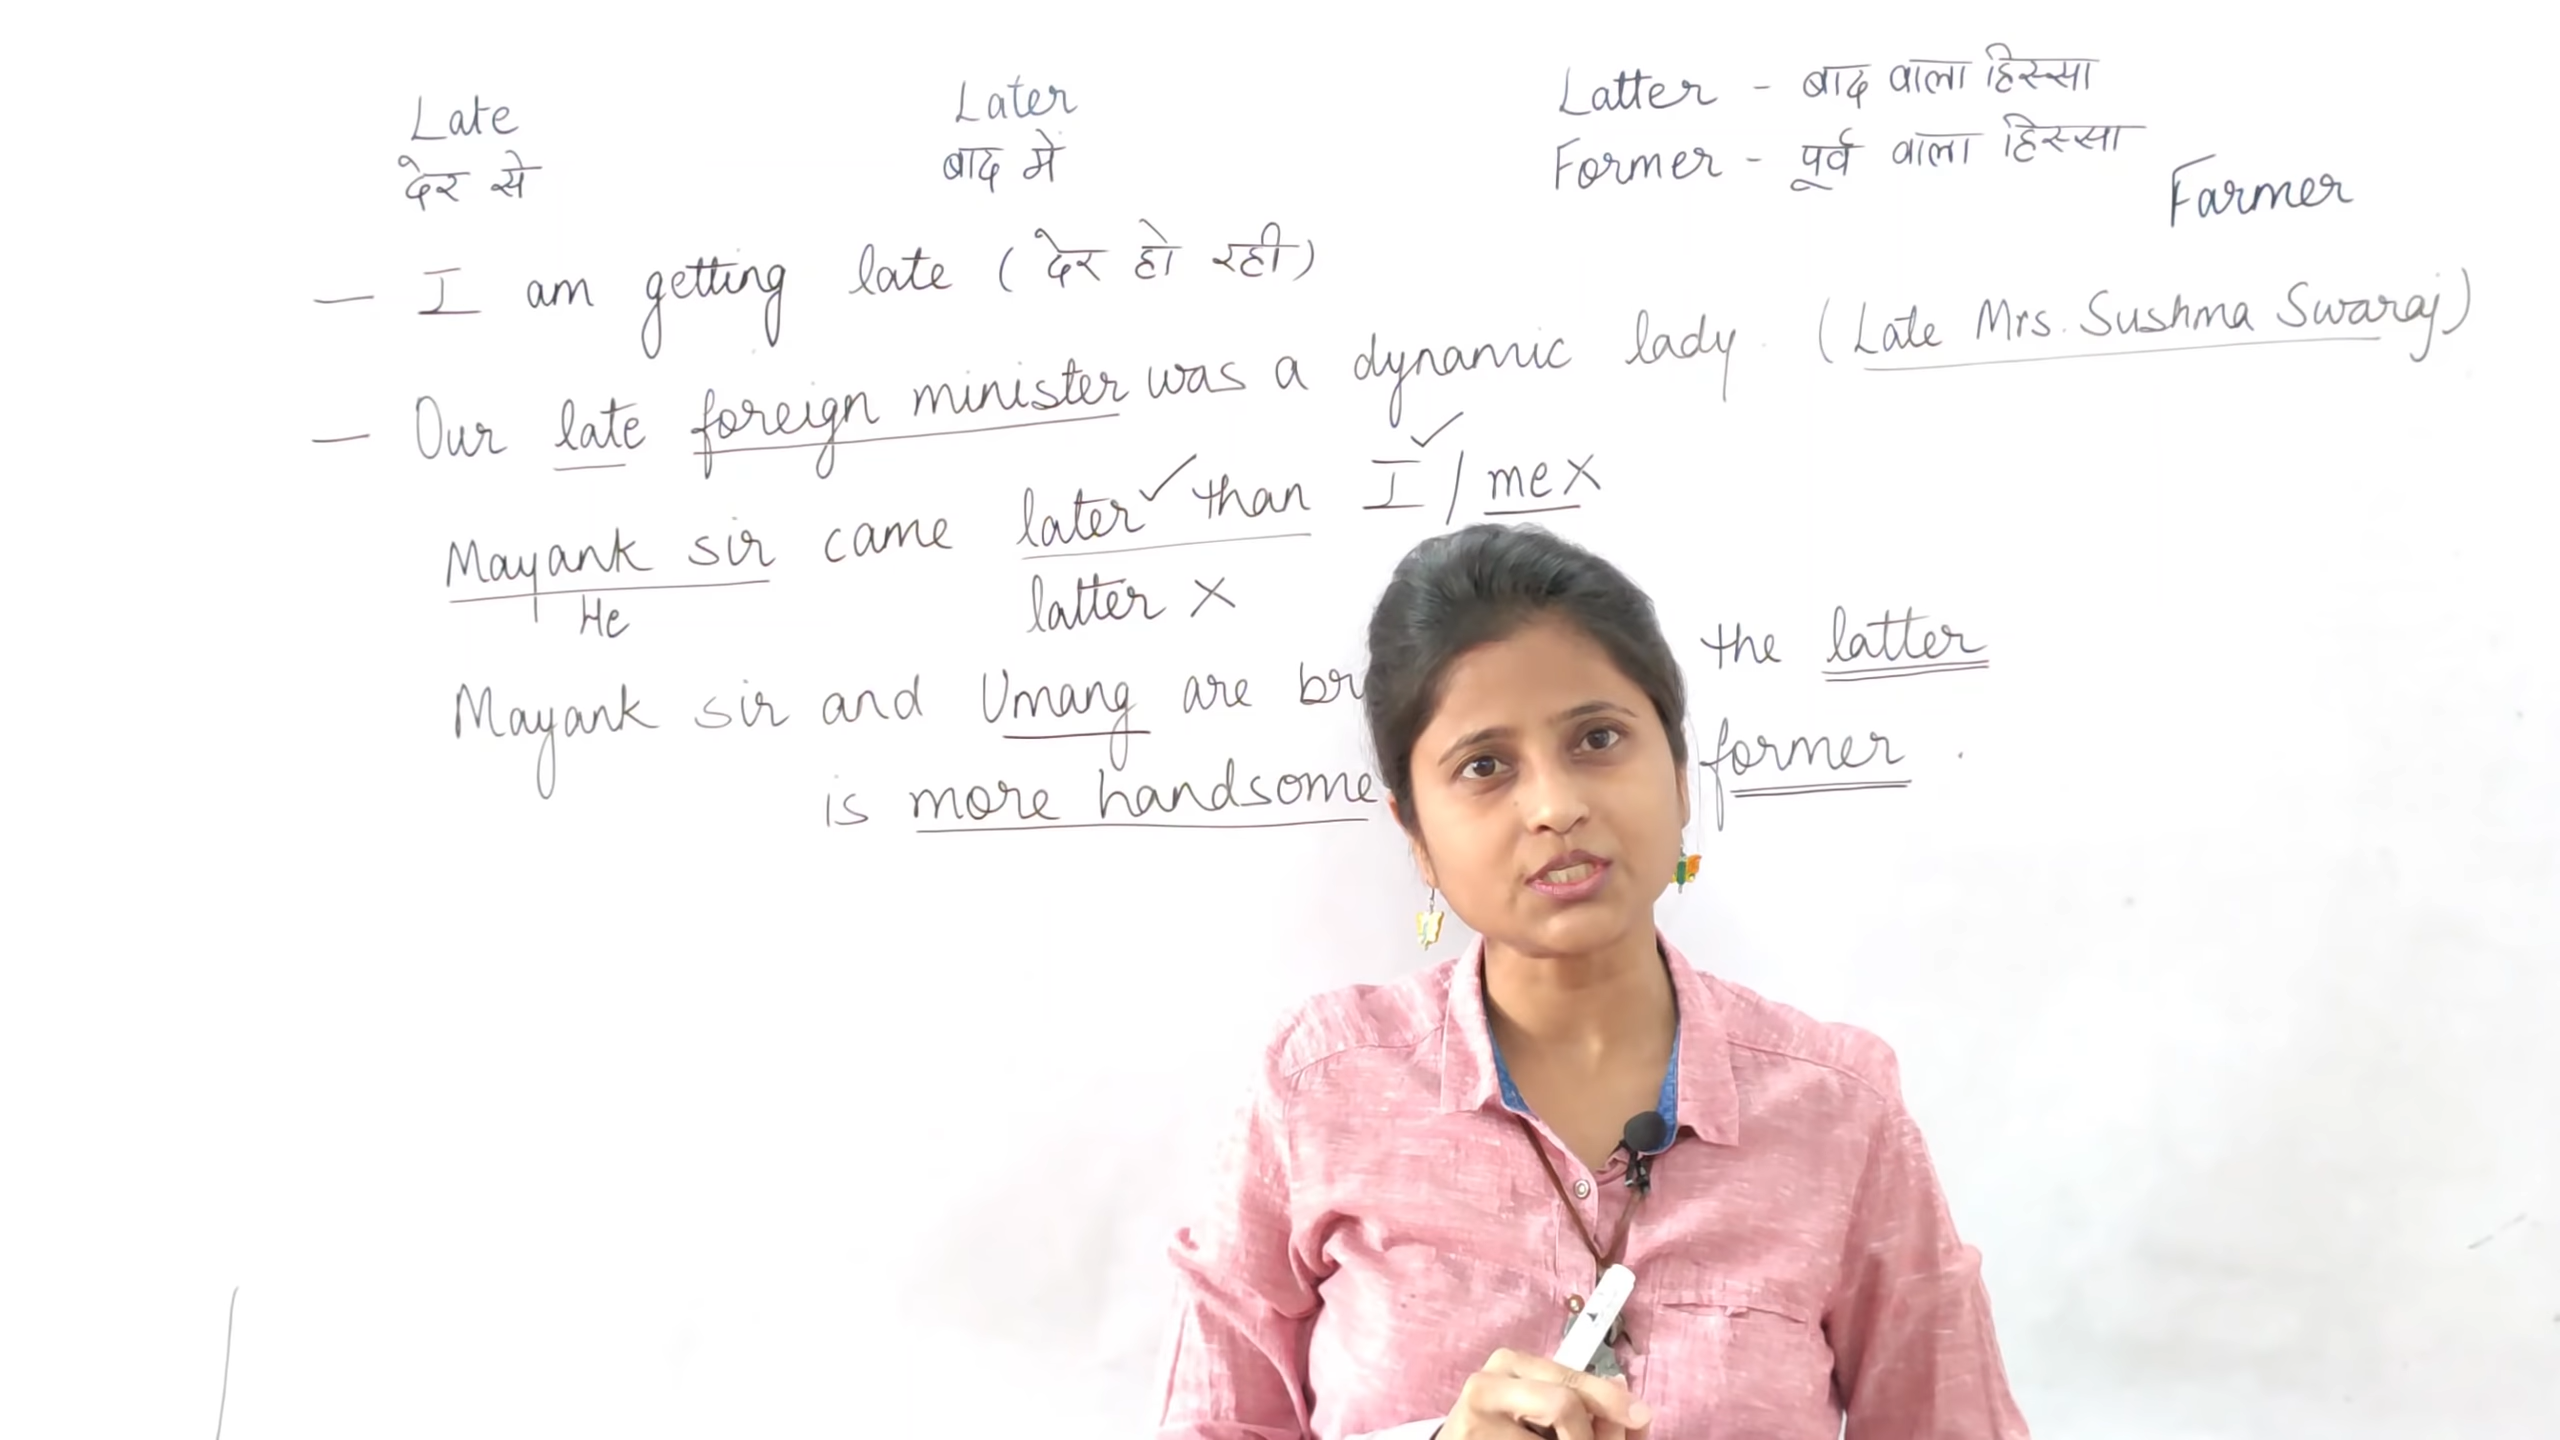 Late Later Latter - बाद वाला हिस्सा
देर से बाद में Former - पूर्व वाला हिस्सा
Farmer
— I am getting late (देर हो रही)
— Our late foreign minister was a dynamic lady. (Late Mrs. Sushma Swaraj)
Mayank sir came later ✓ than I ✓ / me X
He latter X
Mayank sir and Umang are br the latter
is more handsome former.